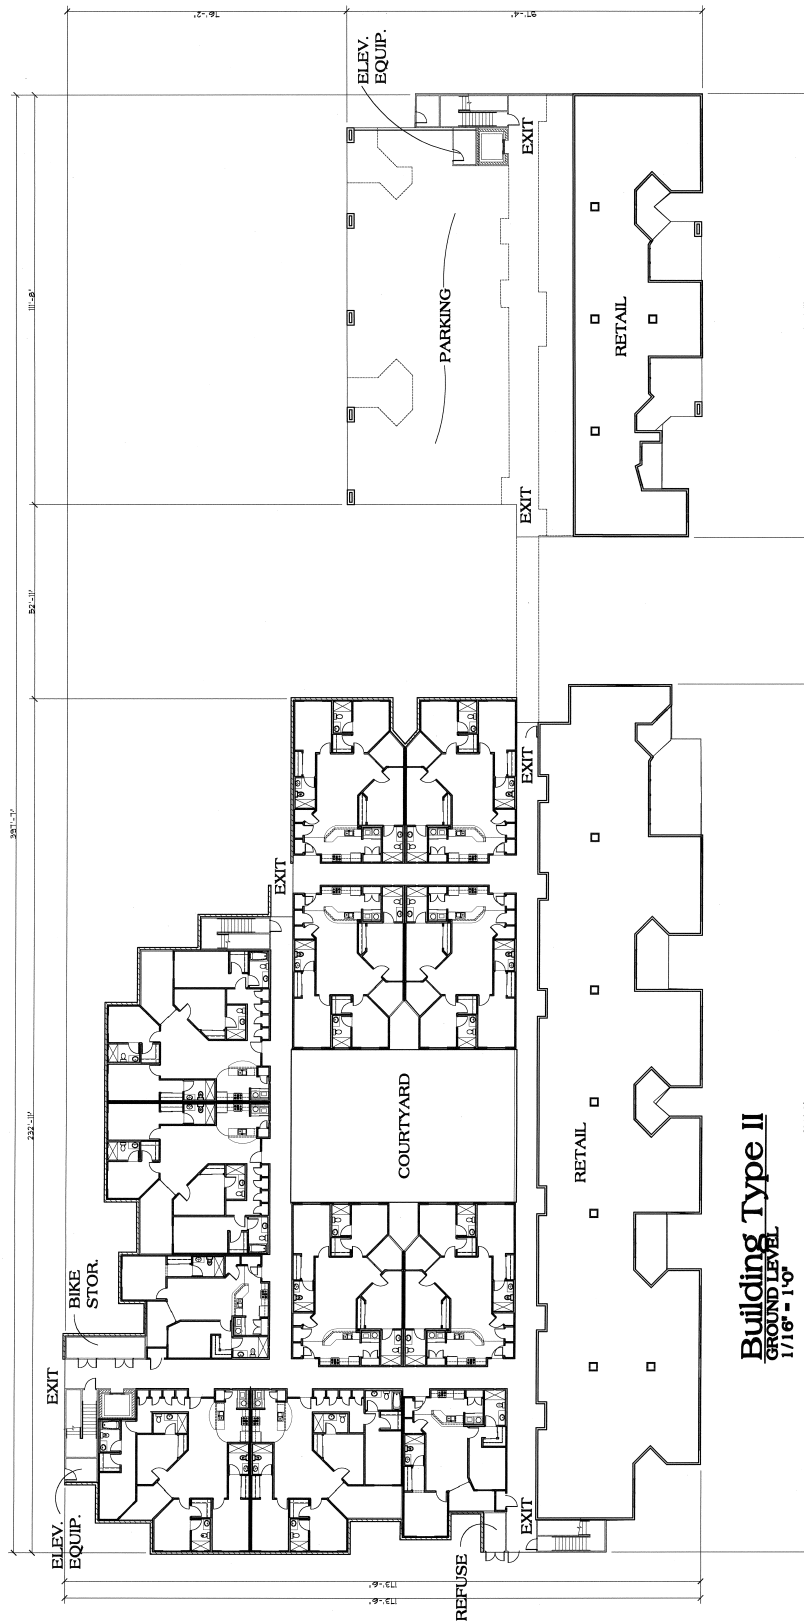 76'-2"
97'-4"
ELEV.
EQUIP.
EXIT
111'-8"
PARKING
RETAIL
EXIT
397'-7"
52'-11"
EXIT
EXIT
232'-11"
COURTYARD
RETAIL
BIKE
STOR.
EXIT
ELEV.
EQUIP.
EXIT
REFUSE
173'-6"
173'-6"
Building Type II
GROUND LEVEL
1/16" = 1'0"